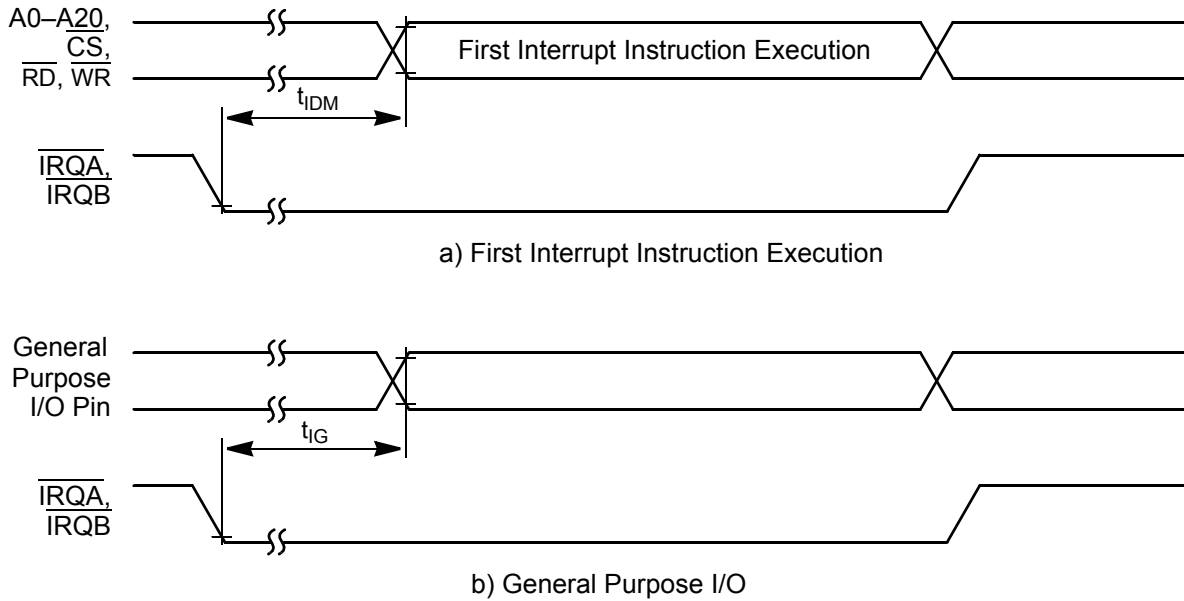 A0–A20,
CS,
RD, WR
First Interrupt Instruction Execution
tIDM
IRQA,
IRQB
a) First Interrupt Instruction Execution
General
Purpose
I/O Pin
tIG
IRQA,
IRQB
b) General Purpose I/O